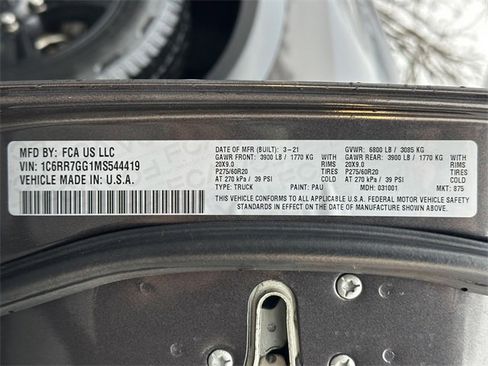 MFD BY: FCA US LLC
VIN: 1C6RR7GG1MS544419
VEHICLE MADE IN: U.S.A.
DATE OF MFR (BUILT): 3-21 GVWR: 6800 LB / 3085 KG
GAWR FRONT: 3900 LB / 1770 KG GAWR REAR: 3900 LB / 1770 KG
20X9.0 RIMS 20X9.0 RIMS
P275/60R20 TIRES P275/60R20 TIRES
AT 270 kPa / 39 PSI COLD AT 270 kPa / 39 PSI COLD
TYPE: TRUCK PAINT: PAU MDH: 031001 MKT: 875
THIS VEHICLE CONFORMS TO ALL APPLICABLE U.S.A. FEDERAL MOTOR VEHICLE SAFETY
STANDARDS IN EFFECT ON THE DATE OF MANUFACTURE SHOWN ABOVE.